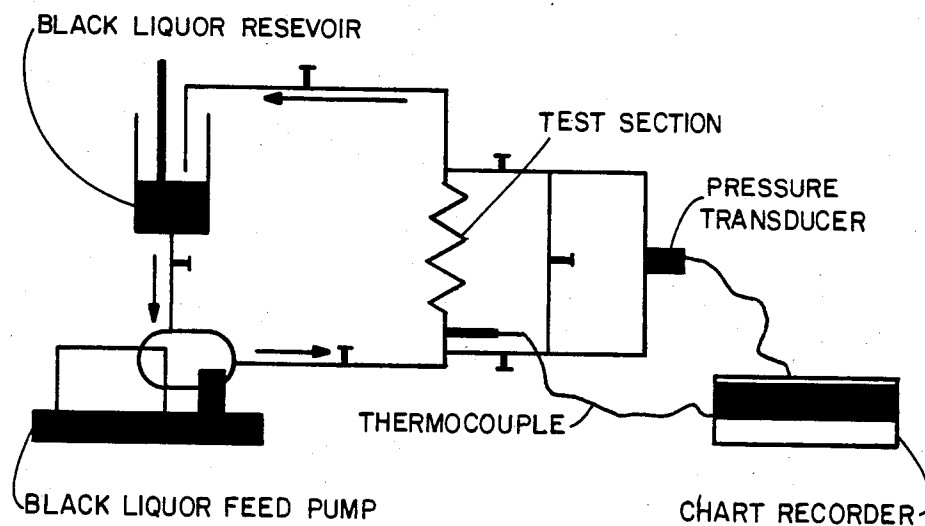 BLACK LIQUOR RESEVOIR
TEST SECTION
PRESSURE
TRANSDUCER
THERMOCOUPLE
BLACK LIQUOR FEED PUMP
CHART RECORDER